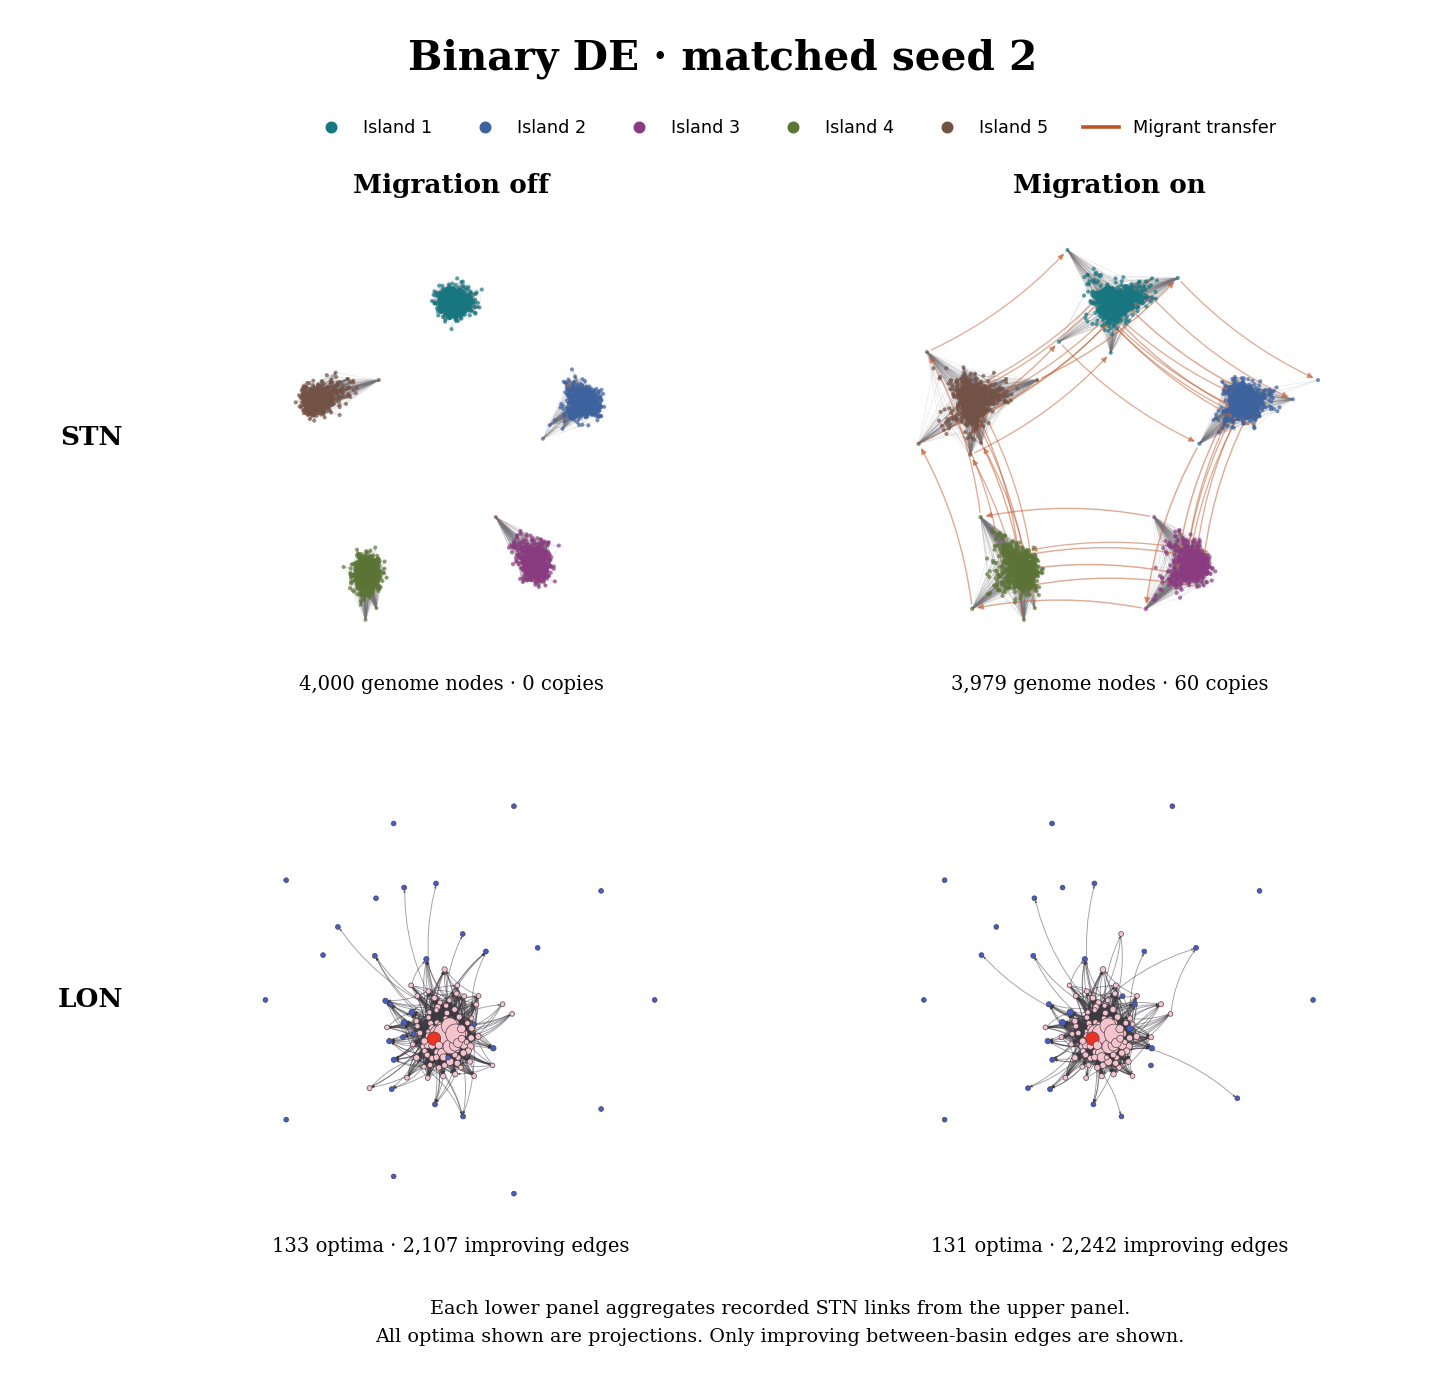 Binary DE · matched seed 2
Island 1 Island 2 Island 3 Island 4 Island 5 Migrant transfer
Migration off Migration on
STN
4,000 genome nodes · 0 copies 3,979 genome nodes · 60 copies
LON
133 optima · 2,107 improving edges 131 optima · 2,242 improving edges
Each lower panel aggregates recorded STN links from the upper panel.
All optima shown are projections. Only improving between-basin edges are shown.